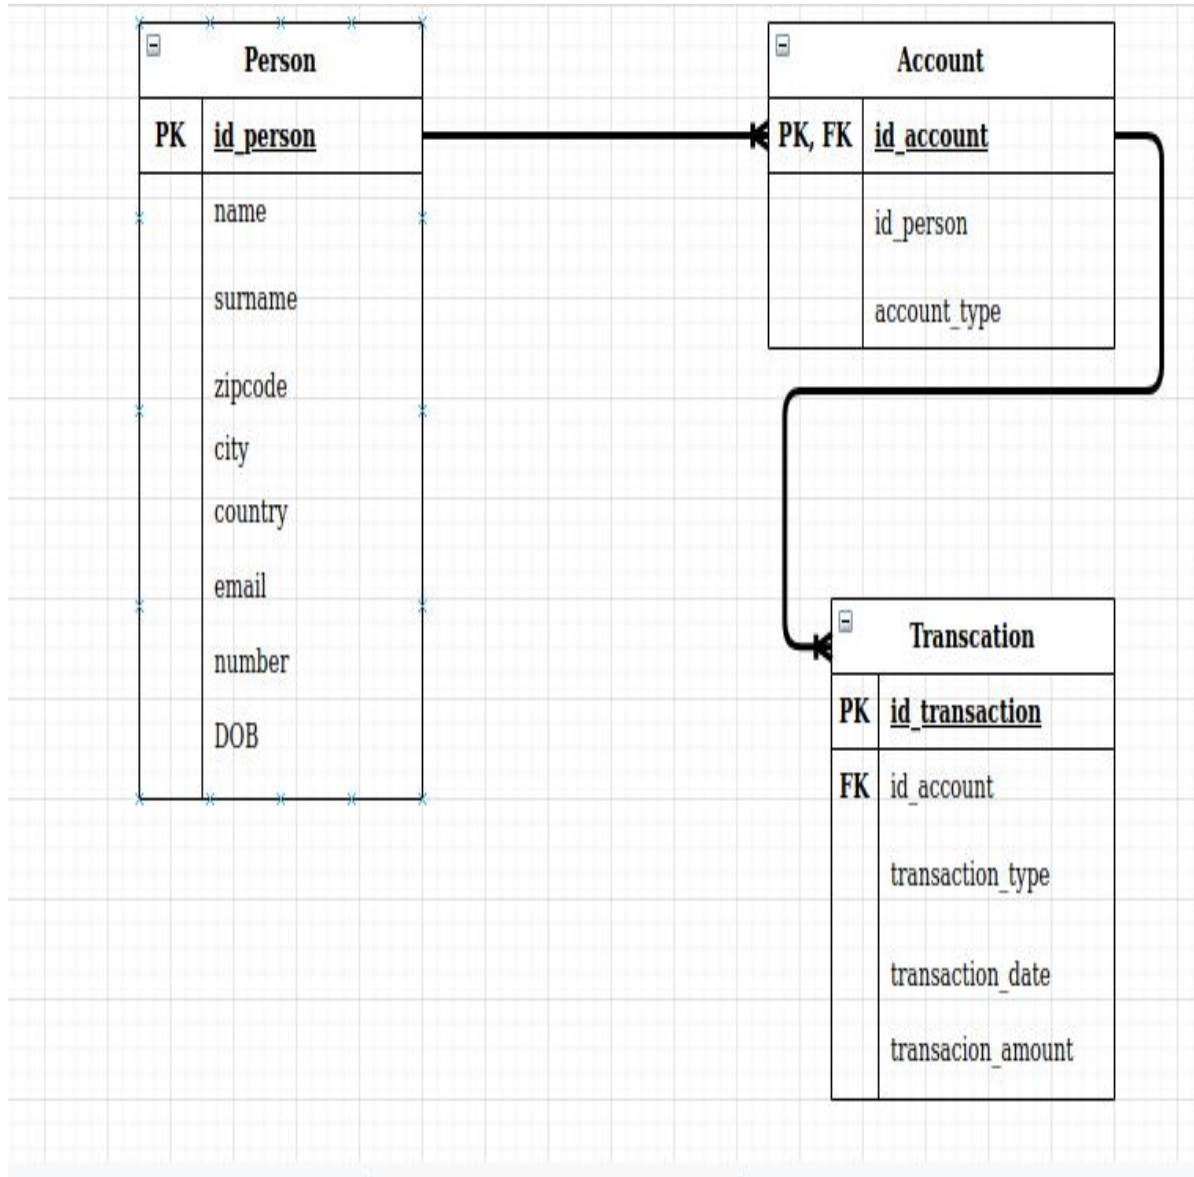 Person
PK id_person
name
surname
zipcode
city
country
email
number
DOB
Account
PK, FK id_account
id_person
account_type
Transcation
PK id_transaction
FK id_account
transaction_type
transaction_date
transacion_amount